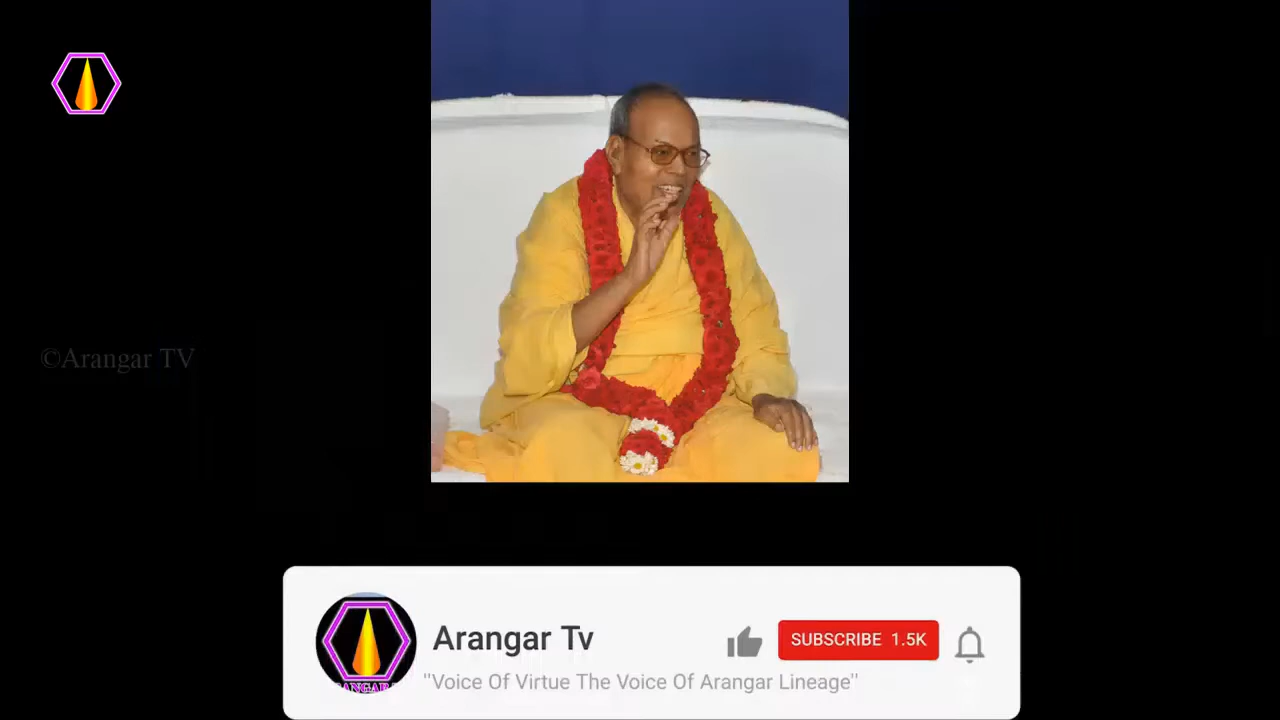 ©Arangar TV
Arangar Tv
SUBSCRIBE 1.5K
"Voice Of Virtue The Voice Of Arangar Lineage"